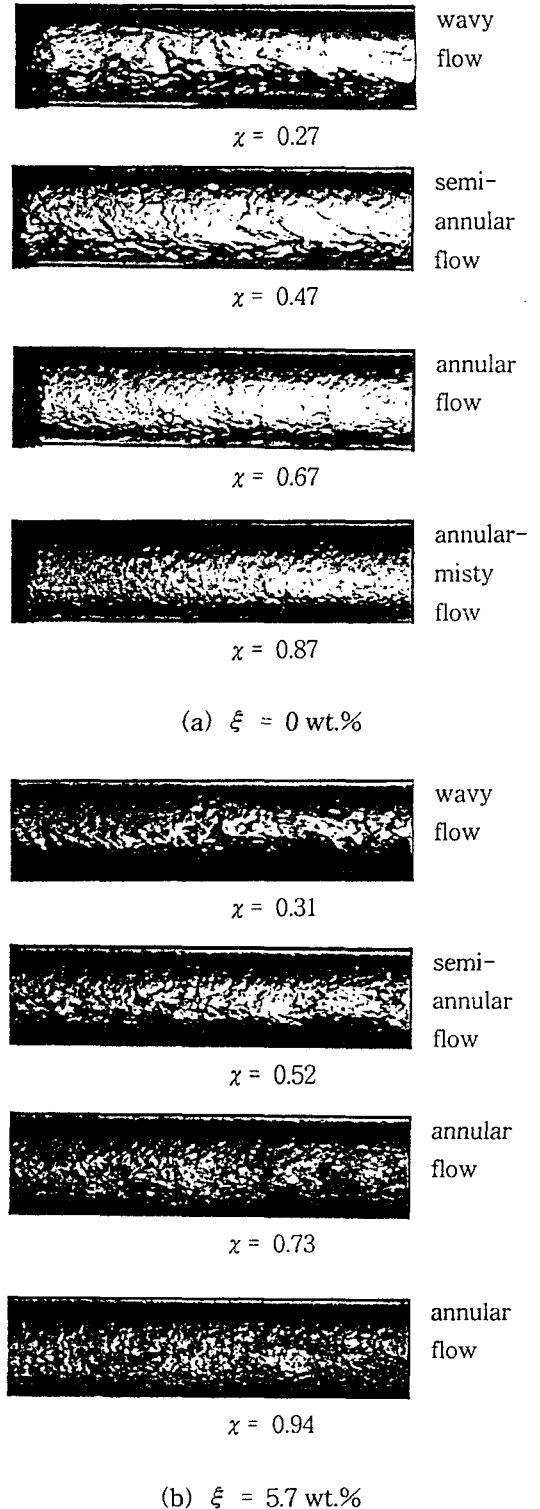 wavy
flow
χ = 0.27
semi-
annular
flow
χ = 0.47
annular
flow
χ = 0.67
annular-
misty
flow
χ = 0.87
(a) ξ = 0 wt.%
wavy
flow
χ = 0.31
semi-
annular
flow
χ = 0.52
annular
flow
χ = 0.73
annular
flow
χ = 0.94
(b) ξ = 5.7 wt.%